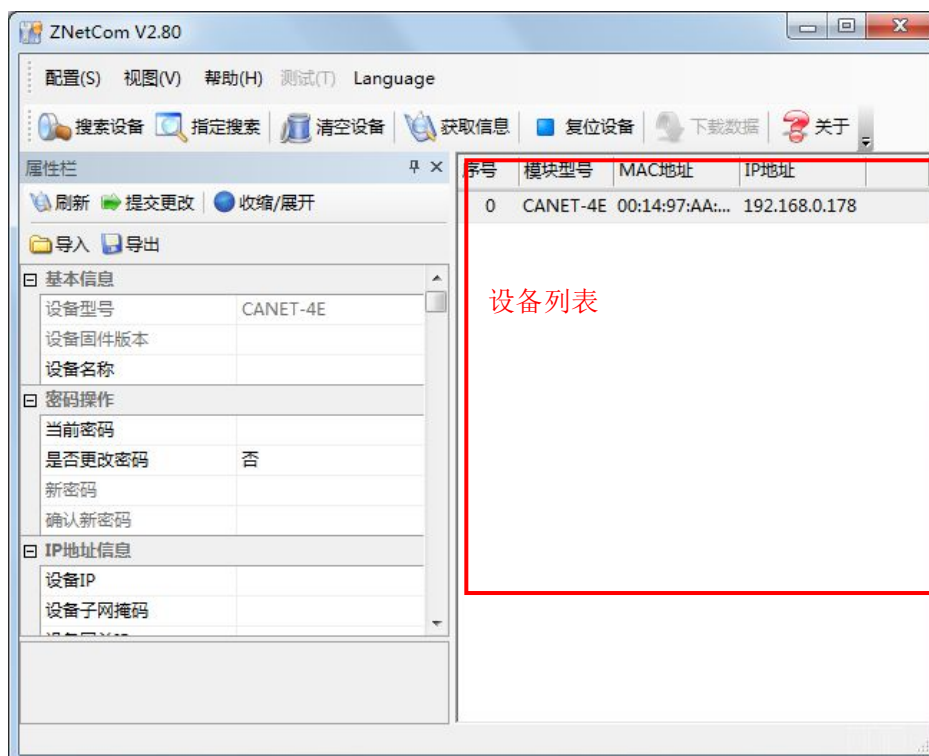 ZNetCom V2.80
配置(S) 视图(V) 帮助(H) 测试(T) Language
搜索设备 指定搜索 清空设备 获取信息 复位设备 下载数据 关于
属性栏
刷新 提交更改 收缩/展开
导入 导出
基本信息
设备型号 CANET-4E
设备固件版本
设备名称
密码操作
当前密码
是否更改密码 否
新密码
确认新密码
IP地址信息
设备IP
设备子网掩码
序号 模块型号 MAC地址 IP地址
0 CANET-4E 00:14:97:AA:... 192.168.0.178
设备列表